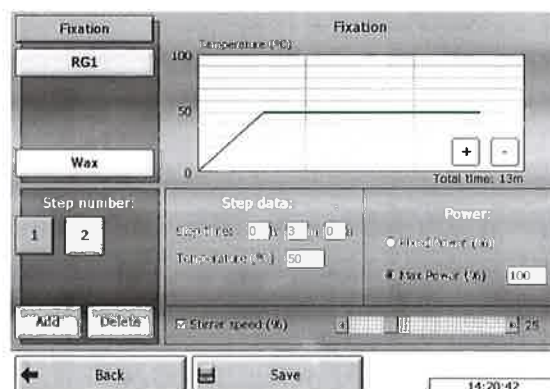 Fixation
RG1
Wax
Fixation
Temperature (ºC)
100
50
0
+ -
Total time: 13m
Step number:
1 2
Add Delete
Step data:
0 h 3 m 0 s
Temperature (ºC) 50
Power:
Fixed Power (%)
Max Power (%) 100
Stirrer speed (%) 25
Back
Save
14:20:42